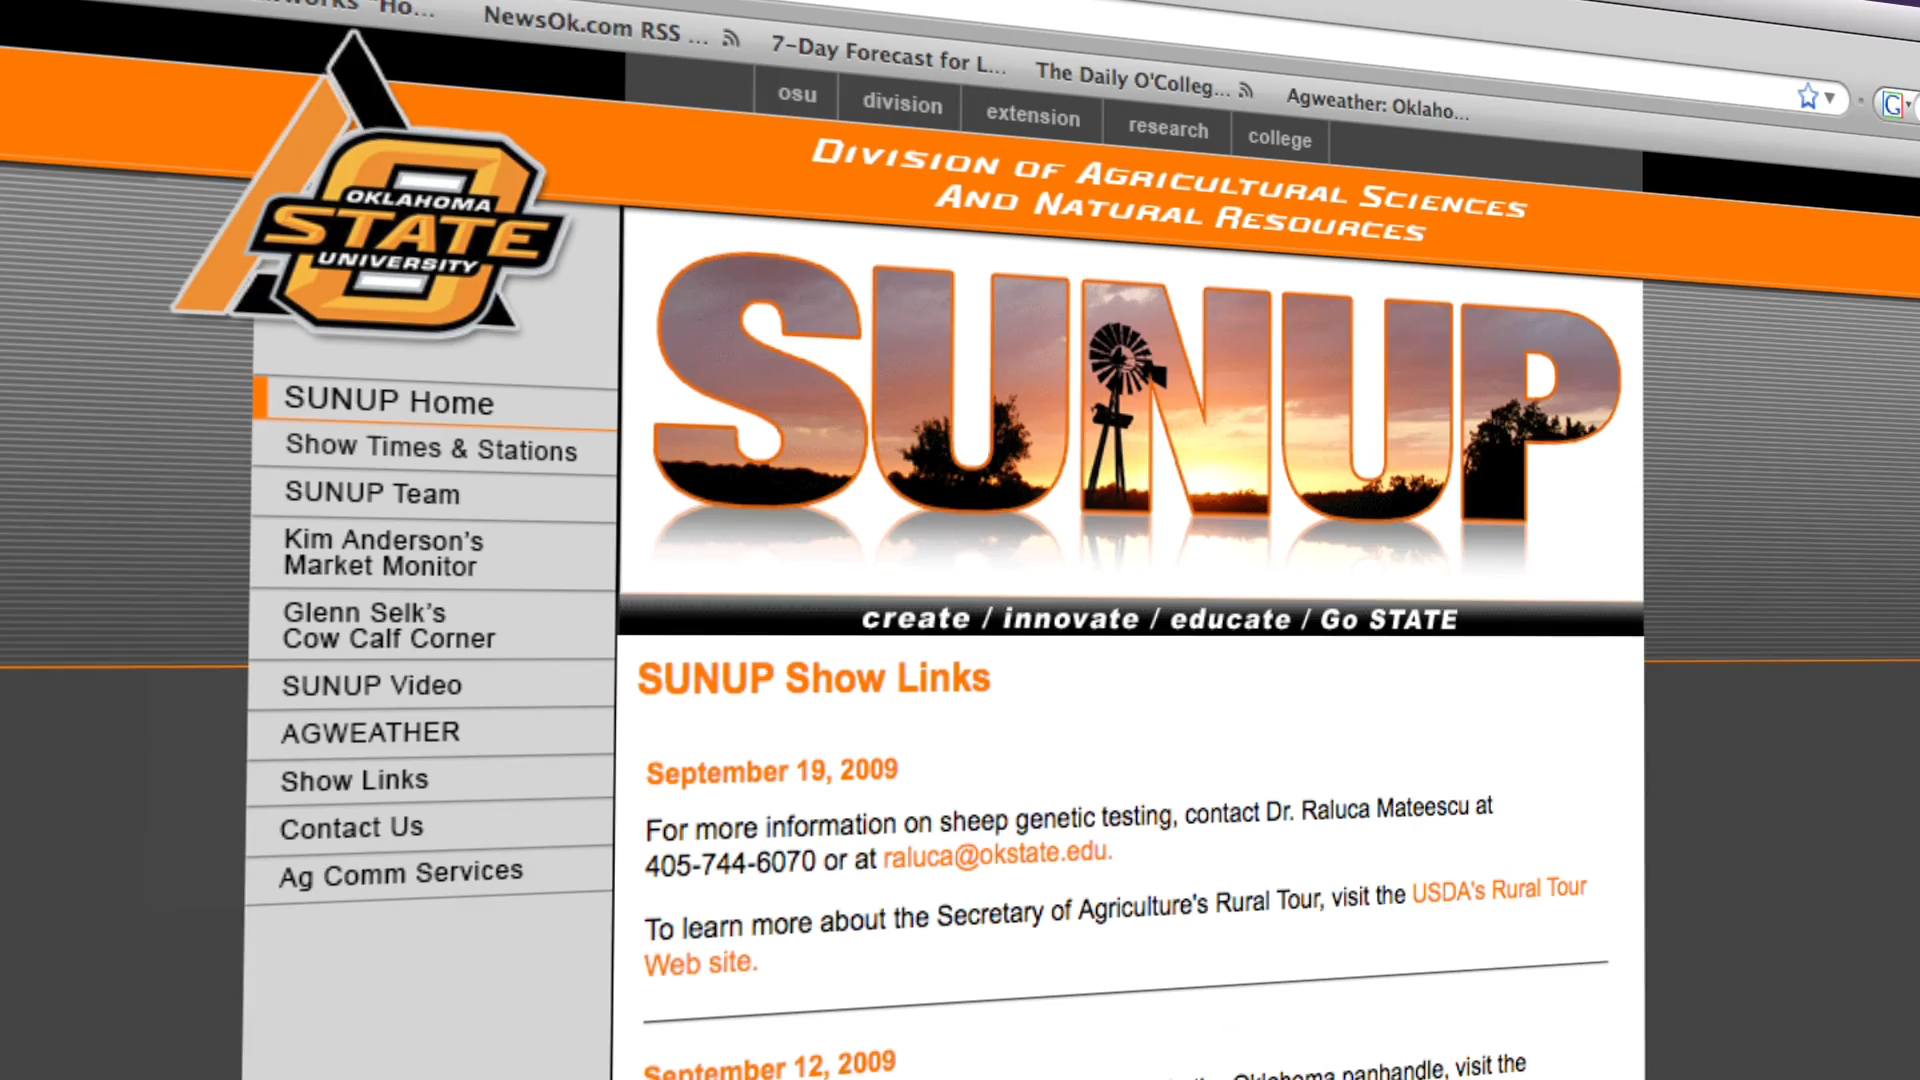 "Ho...
NewsOk.com RSS ...
7-Day Forecast for L...
The Daily O'Colleg...
Agweather: Oklaho...
osu
division
extension
research
college
Division of Agricultural Sciences
And Natural Resources
OKLAHOMA
STATE
UNIVERSITY
SUNUP
SUNUP Home
Show Times & Stations
SUNUP Team
Kim Anderson's
Market Monitor
Glenn Selk's
Cow Calf Corner
SUNUP Video
AGWEATHER
Show Links
Contact Us
Ag Comm Services
create / innovate / educate / Go STATE
SUNUP Show Links
September 19, 2009
For more information on sheep genetic testing, contact Dr. Raluca Mateescu at
405-744-6070 or at raluca@okstate.edu.
To learn more about the Secretary of Agriculture's Rural Tour, visit the USDA's Rural Tour
Web site.
September 12, 2009
Oklahoma panhandle, visit the